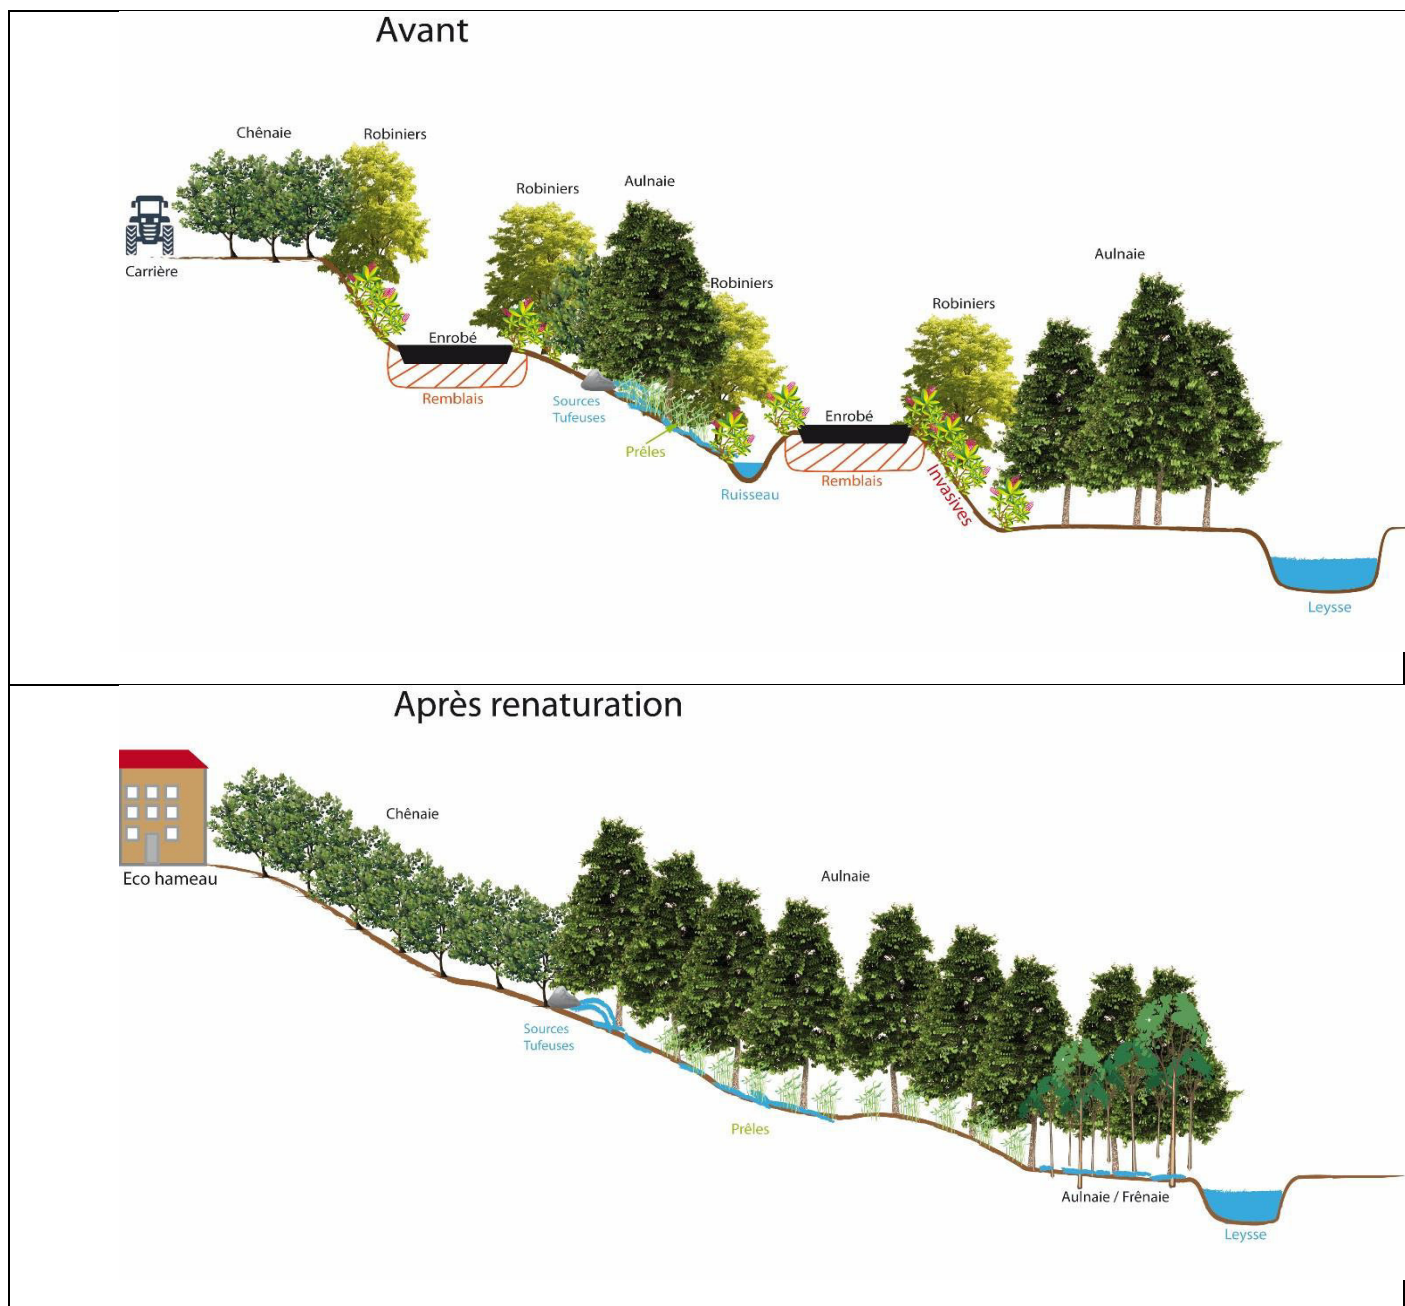 Avant
Chênaie
Robiniers
Robiniers
Aulnaie
Aulnaie
Carrière
Robiniers
Robiniers
Enrobé
Remblais
Sources
Tufeuses
Prêles
Enrobé
Remblais
Ruisseau
Invasives
Leysse
Après renaturation
Chênaie
Eco hameau
Aulnaie
Sources
Tufeuses
Prêles
Aulnaie / Frênaie
Leysse